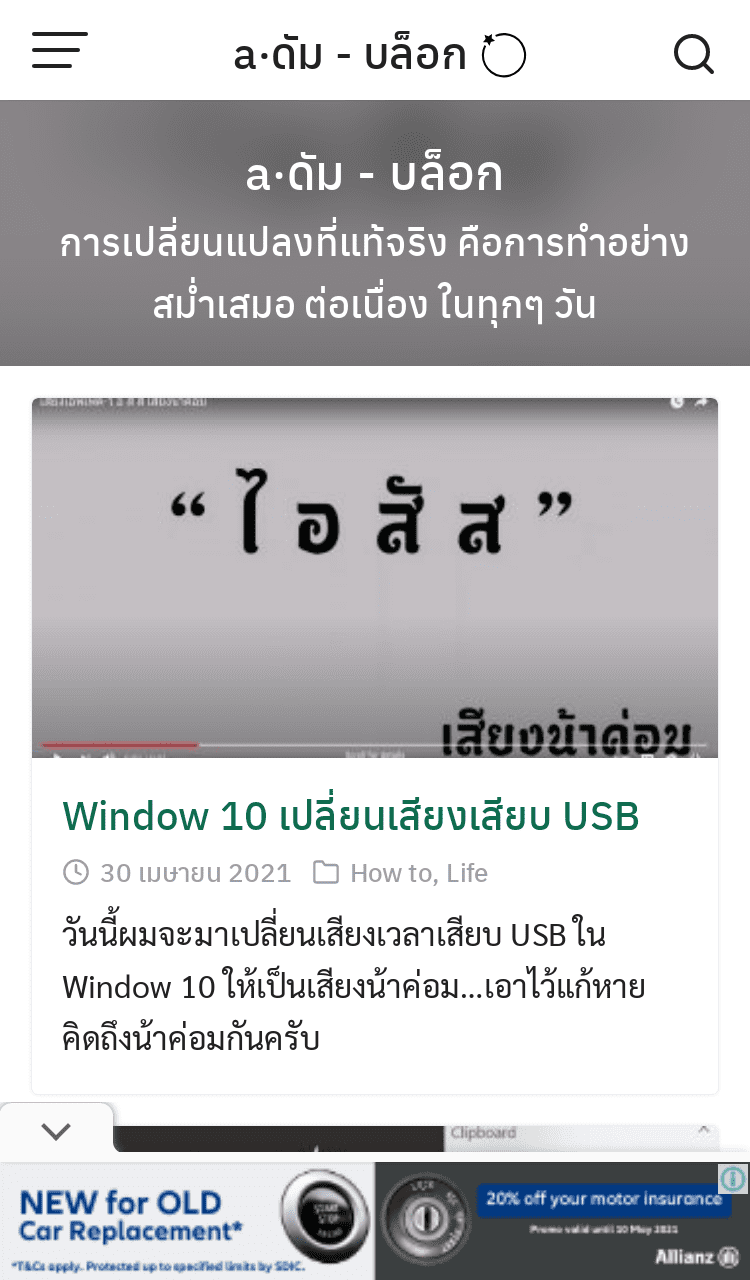 a·ดัม - บล็อก
a·ดัม - บล็อก
การเปลี่ยนแปลงที่แท้จริง คือการทำอย่าง
สม่ำเสมอ ต่อเนื่อง ในทุกๆ วัน
“ ไ อ สั ส ”
เสียงน้าค่อม
Window 10 เปลี่ยนเสียงเสียบ USB
30 เมษายน 2021 How to, Life
วันนี้ผมจะมาเปลี่ยนเสียงเวลาเสียบ USB ใน
Window 10 ให้เป็นเสียงน้าค่อม...เอาไว้แก้หาย
คิดถึงน้าค่อมกันครับ
Clipboard
NEW for OLD
Car Replacement*
*T&Cs apply. Protected up to specified limits by SDIC.
START
STOP
ENGINE
LOCK
20% off your motor insurance
Promo valid until 10 May 2021
Allianz